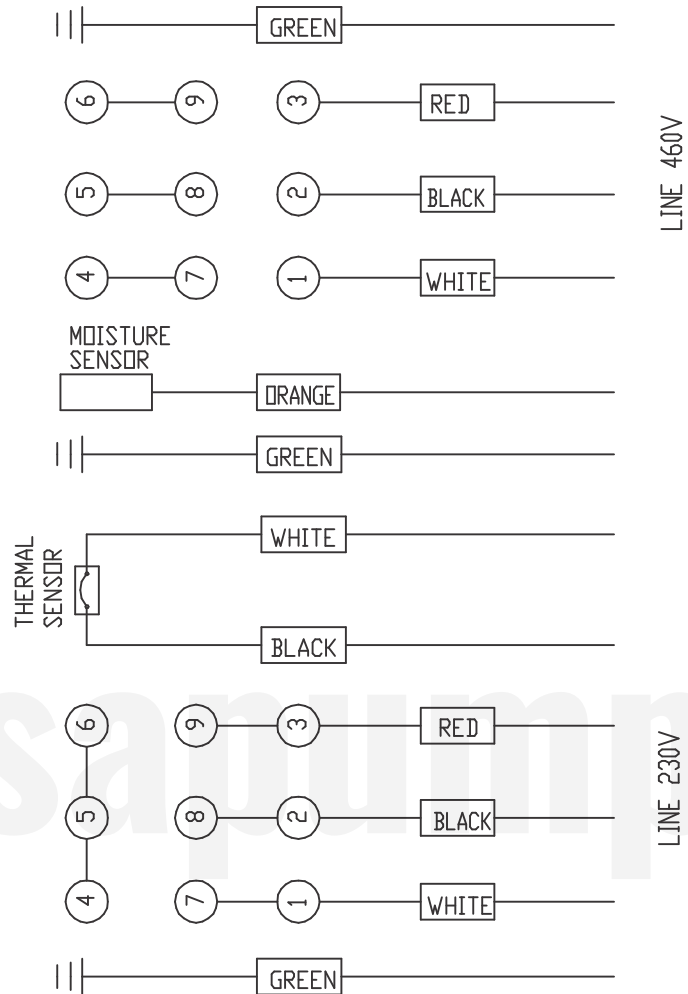 GREEN
6 9 3 RED
LINE 460V
5 8 2 BLACK
4 7 1 WHITE
MOISTURE
SENSOR
ORANGE
GREEN
WHITE
THERMAL
SENSOR
BLACK
6 9 3 RED
LINE 230V
5 8 2 BLACK
4 7 1 WHITE
GREEN
sapump